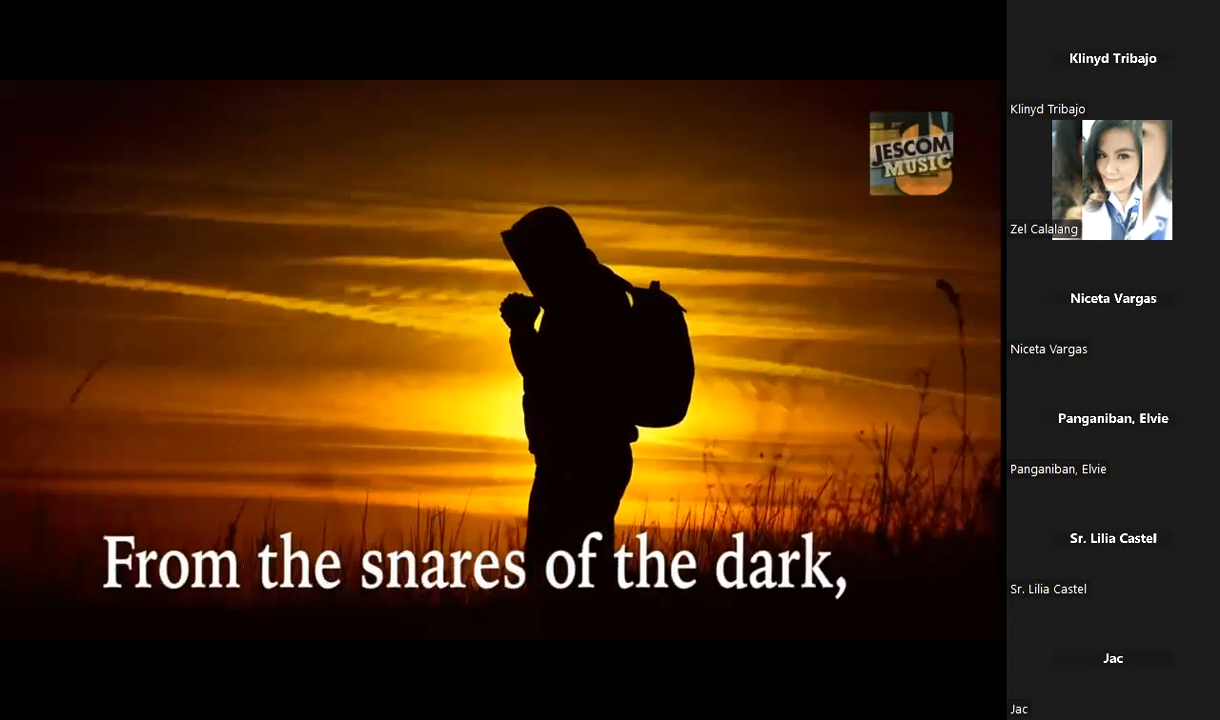 JESCOM
MUSIC
From the snares of the dark,
Klinyd Tribajo
Klinyd Tribajo
Zel Calalang
Niceta Vargas
Niceta Vargas
Panganiban, Elvie
Panganiban, Elvie
Sr. Lilia Castel
Sr. Lilia Castel
Jac
Jac